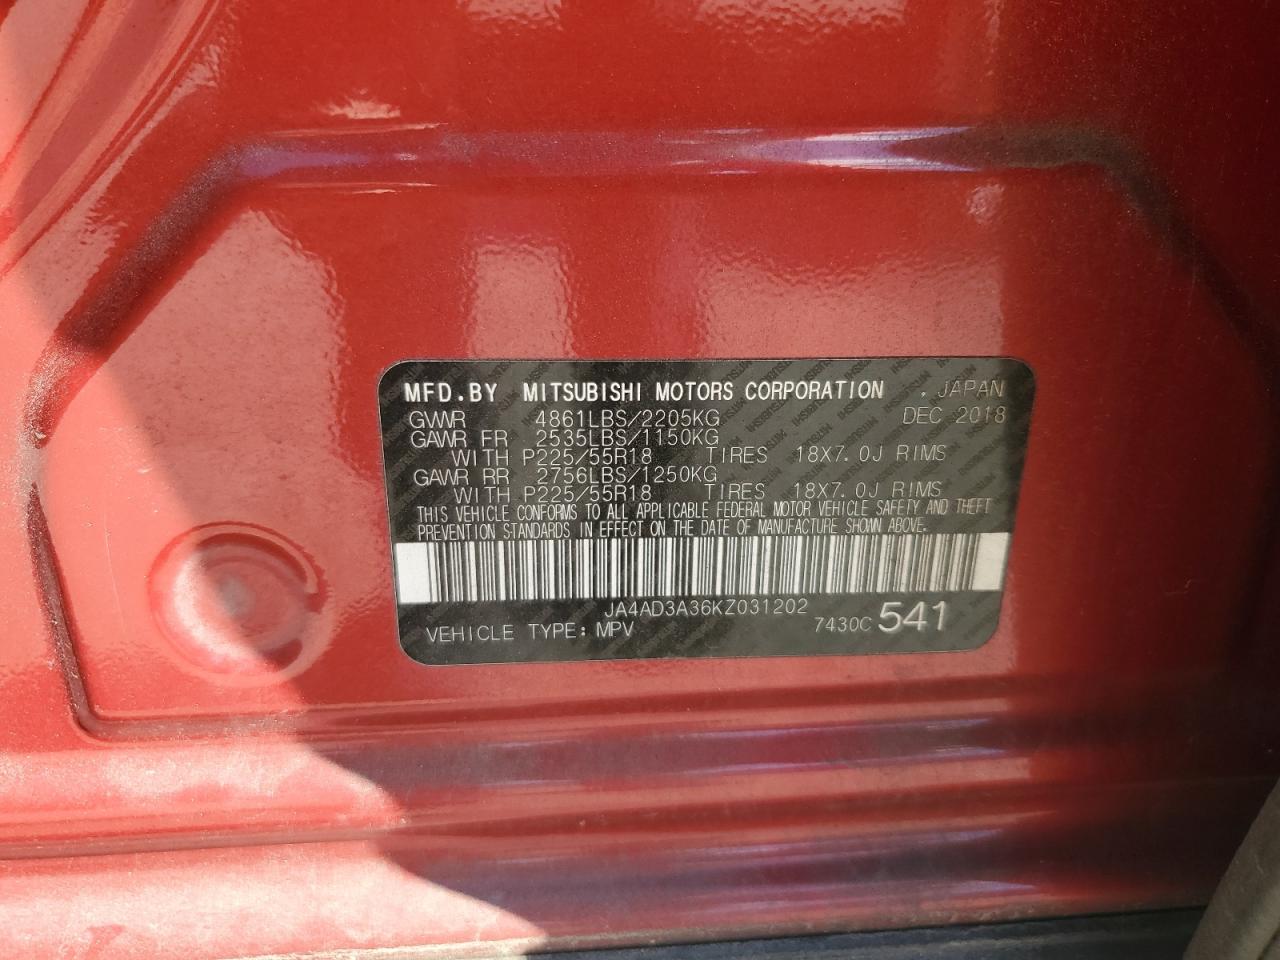 MFD.BY MITSUBISHI MOTORS CORPORATION , JAPAN
GVWR 4861LBS/2205KG DEC 2018
GAWR FR 2535LBS/1150KG
WITH P225/55R18 TIRES 18X7.0J RIMS
GAWR RR 2756LBS/1250KG
WITH P225/55R18 TIRES 18X7.0J RIMS
THIS VEHICLE CONFORMS TO ALL APPLICABLE FEDERAL MOTOR VEHICLE SAFETY AND THEFT
PREVENTION STANDARDS IN EFFECT ON THE DATE OF MANUFACTURE SHOWN ABOVE.
JA4AD3A36KZ031202
VEHICLE TYPE: MPV 7430C 541